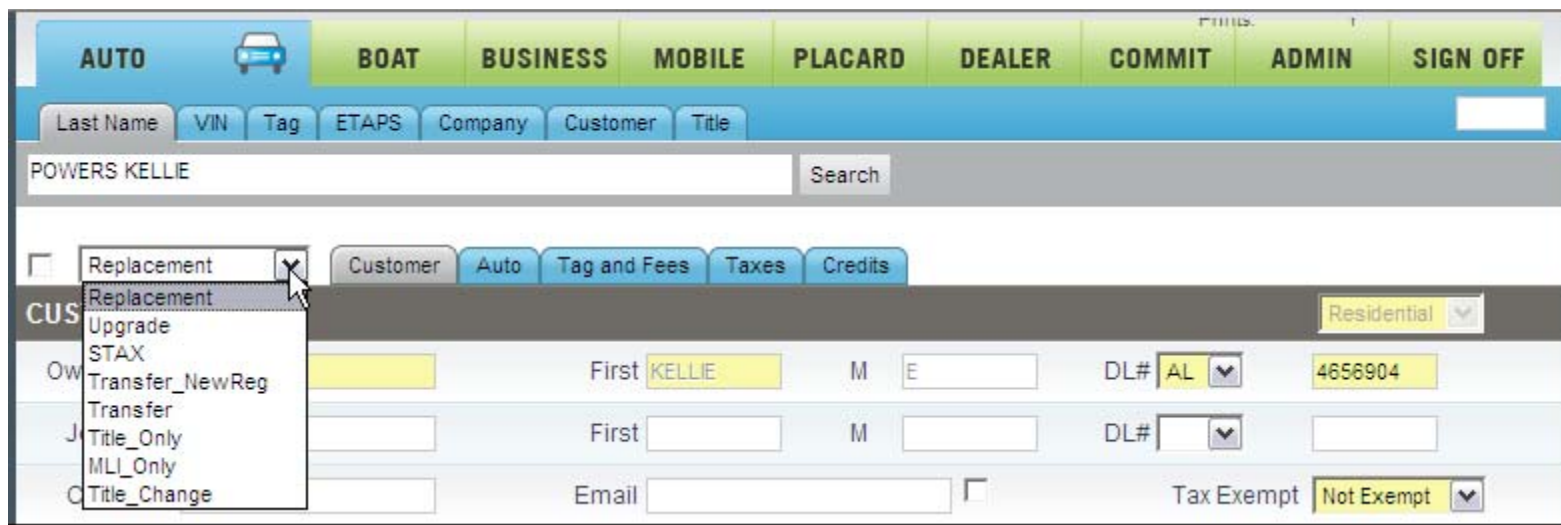 AUTO BOAT BUSINESS MOBILE PLACARD DEALER COMMIT ADMIN SIGN OFF
Last Name VIN Tag ETAPS Company Customer Title
POWERS KELLIE Search
Replacement Customer Auto Tag and Fees Taxes Credits
Replacement
CUS Residential
Upgrade
STAX
Ow First KELLIE M E DL# AL 4656904
Transfer_NewReg
Transfer
First M DL#
Title_Only
MLI_Only
Email Tax Exempt Not Exempt
Title_Change